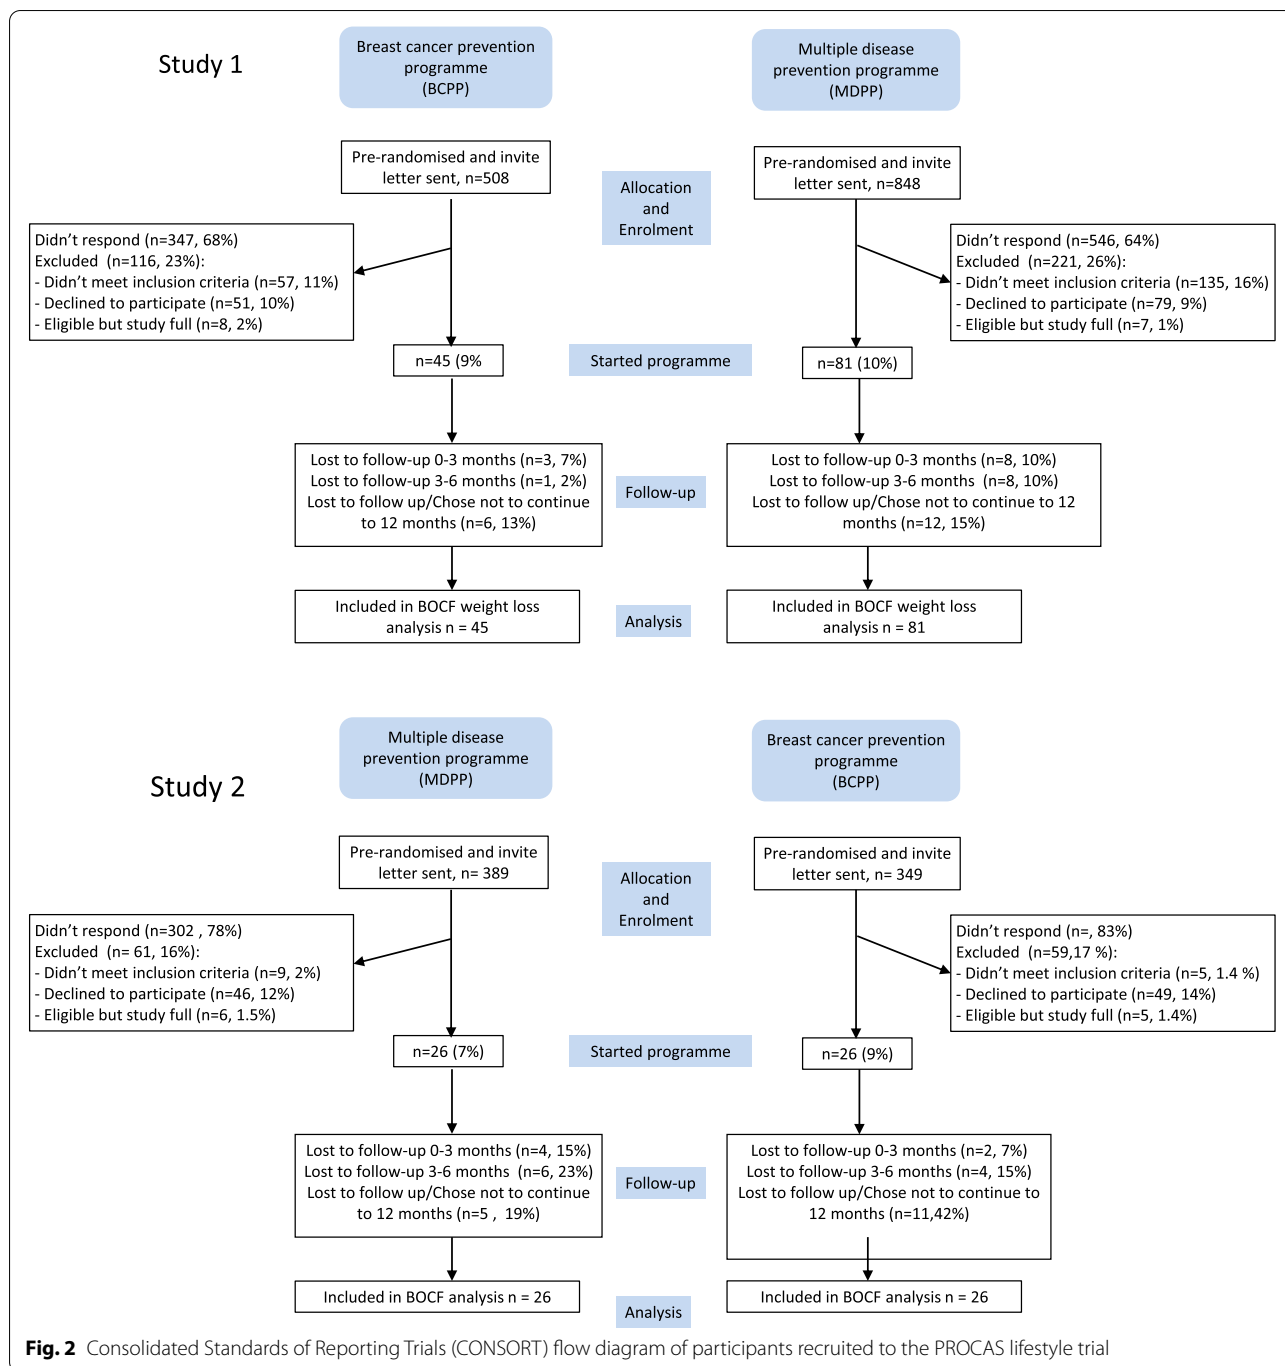 Study 1
Breast cancer prevention
programme
(BCPP)
Multiple disease
prevention programme
(MDPP)
Pre-randomised and invite
letter sent, n=508
Allocation
and
Enrolment
Pre-randomised and invite
letter sent, n=848
Didn't respond (n=347, 68%)
Excluded (n=116, 23%):
- Didn't meet inclusion criteria (n=57, 11%)
- Declined to participate (n=51, 10%)
- Eligible but study full (n=8, 2%)
Didn't respond (n=546, 64%)
Excluded (n=221, 26%):
- Didn't meet inclusion criteria (n=135, 16%)
- Declined to participate (n=79, 9%)
- Eligible but study full (n=7, 1%)
n=45 (9%
Started programme
n=81 (10%)
Lost to follow-up 0-3 months (n=3, 7%)
Lost to follow-up 3-6 months (n=1, 2%)
Lost to follow up/Chose not to continue
to 12 months (n=6, 13%)
Follow-up
Lost to follow-up 0-3 months (n=8, 10%)
Lost to follow-up 3-6 months (n=8, 10%)
Lost to follow up/Chose not to continue to 12
months (n=12, 15%)
Included in BOCF weight loss
analysis n = 45
Analysis
Included in BOCF weight loss
analysis n = 81
Study 2
Multiple disease
prevention programme
(MDPP)
Breast cancer prevention
programme
(BCPP)
Pre-randomised and invite
letter sent, n= 389
Allocation
and
Enrolment
Pre-randomised and invite
letter sent, n= 349
Didn't respond (n=302 , 78%)
Excluded (n= 61, 16%):
- Didn't meet inclusion criteria (n=9, 2%)
- Declined to participate (n=46, 12%)
- Eligible but study full (n=6, 1.5%)
Didn't respond (n=, 83%)
Excluded (n=59,17 %):
- Didn't meet inclusion criteria (n=5, 1.4 %)
- Declined to participate (n=49, 14%)
- Eligible but study full (n=5, 1.4%)
n=26 (7%)
Started programme
n=26 (9%)
Lost to follow-up 0-3 months (n=4, 15%)
Lost to follow-up 3-6 months (n=6, 23%)
Lost to follow up/Chose not to continue
to 12 months (n=5 , 19%)
Follow-up
Lost to follow-up 0-3 months (n=2, 7%)
Lost to follow-up 3-6 months (n=4, 15%)
Lost to follow up/Chose not to continue to
12 months (n=11,42%)
Included in BOCF analysis n = 26
Analysis
Included in BOCF analysis n = 26
Fig. 2 Consolidated Standards of Reporting Trials (CONSORT) flow diagram of participants recruited to the PROCAS lifestyle trial